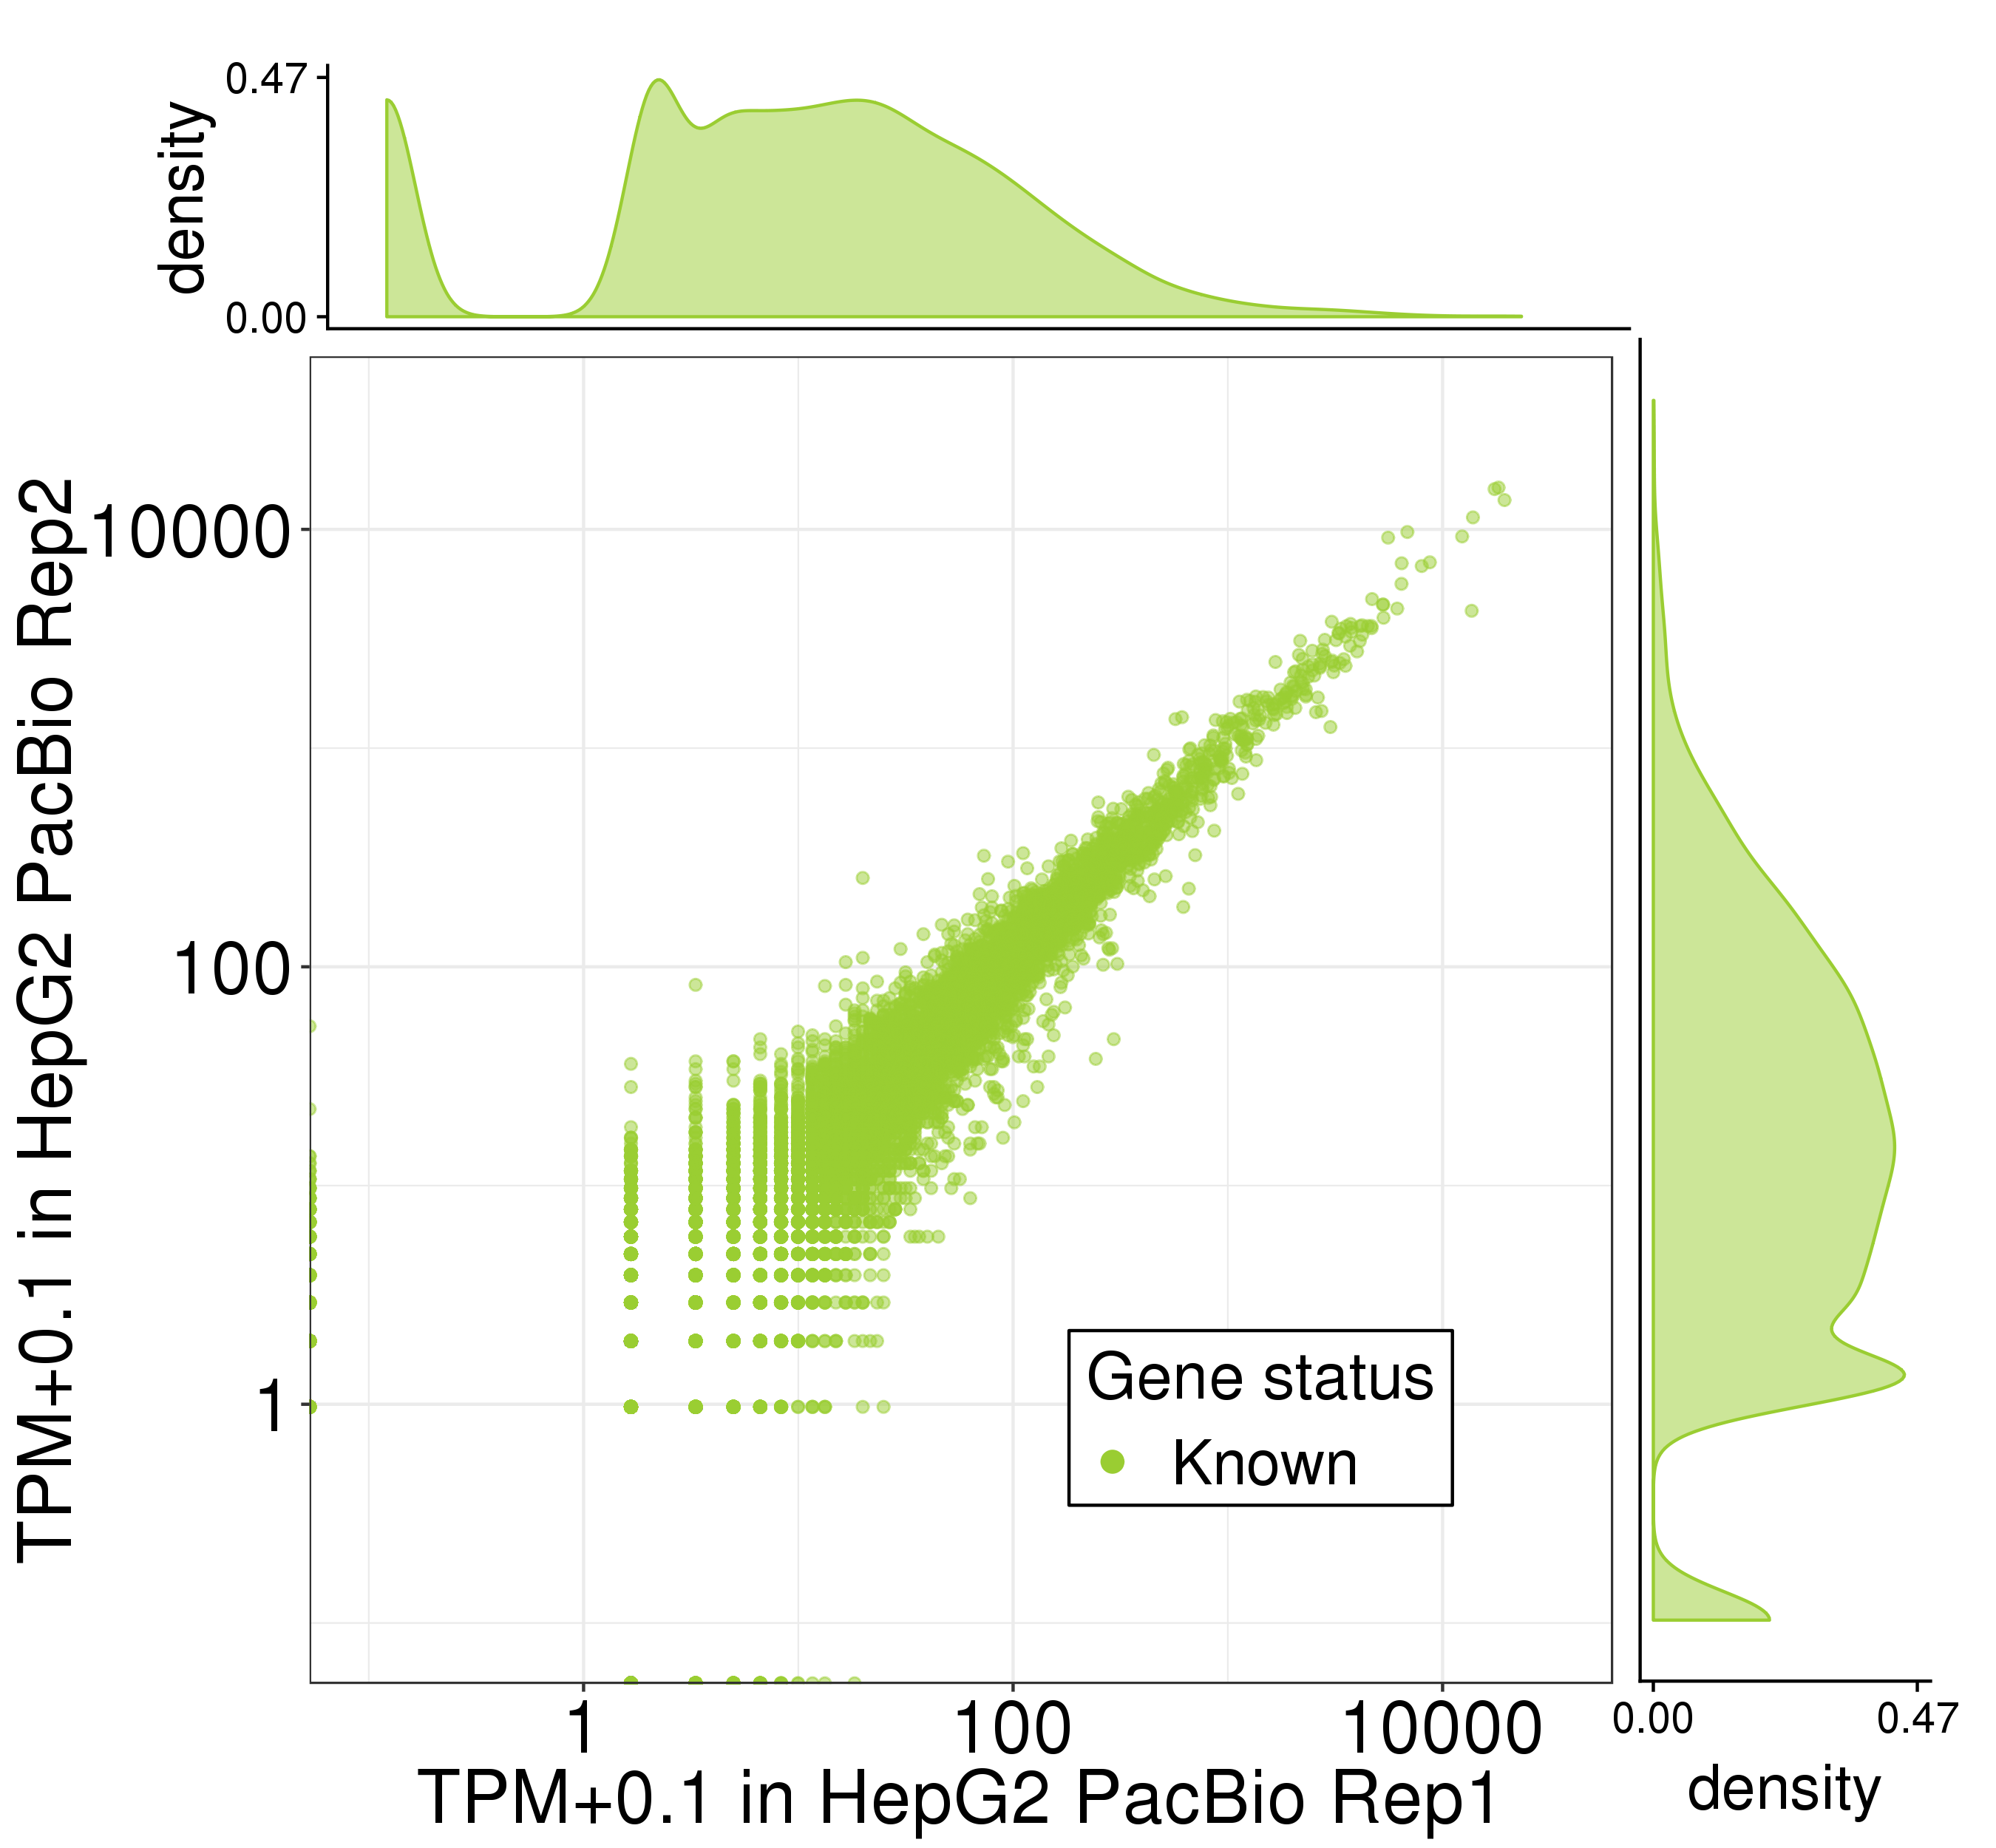 0.47
density
0.00
TPM+0.1 in HepG2 PacBio Rep2
10000
100
1
Gene status
Known
1 100 10000
TPM+0.1 in HepG2 PacBio Rep1
0.00 0.47
density